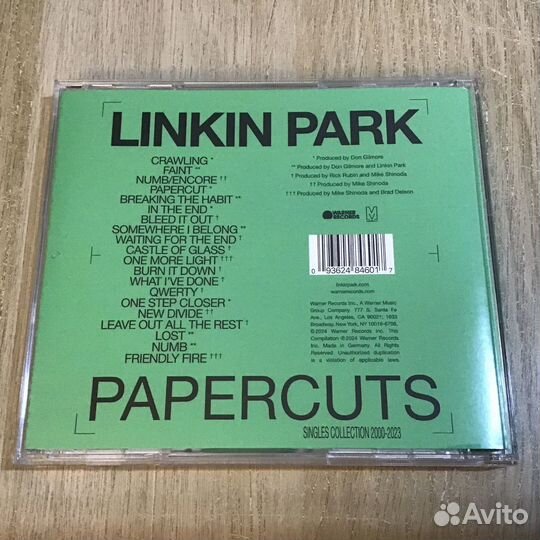 LINKIN PARK
CRAWLING *
FAINT **
NUMB/ENCORE ††
PAPERCUT *
BREAKING THE HABIT **
IN THE END *
BLEED IT OUT †
SOMEWHERE I BELONG **
WAITING FOR THE END †
CASTLE OF GLASS †
ONE MORE LIGHT †††
BURN IT DOWN †
WHAT I'VE DONE †
QWERTY †
ONE STEP CLOSER *
NEW DIVIDE ††
LEAVE OUT ALL THE REST †
LOST **
NUMB **
FRIENDLY FIRE †††
* Produced by Don Gilmore
** Produced by Don Gilmore and Linkin Park
† Produced by Rick Rubin and Mike Shinoda
†† Produced by Mike Shinoda
††† Produced by Mike Shinoda and Brad Delson
WARNER
RECORDS
0 93624 84601 7
linkinpark.com
warnerrecords.com
Warner Records Inc., A Warner Music
Group Company. 777 S. Santa Fe
Ave., Los Angeles, CA 90021; 1633
Broadway, New York, NY 10019-6798.
℗2024 Warner Records Inc. This
Compilation ©2024 Warner Records
Inc. Made in Germany. All Rights
Reserved. Unauthorized duplication
is a violation of applicable laws.
PAPERCUTS
SINGLES COLLECTION 2000-2023
Avito